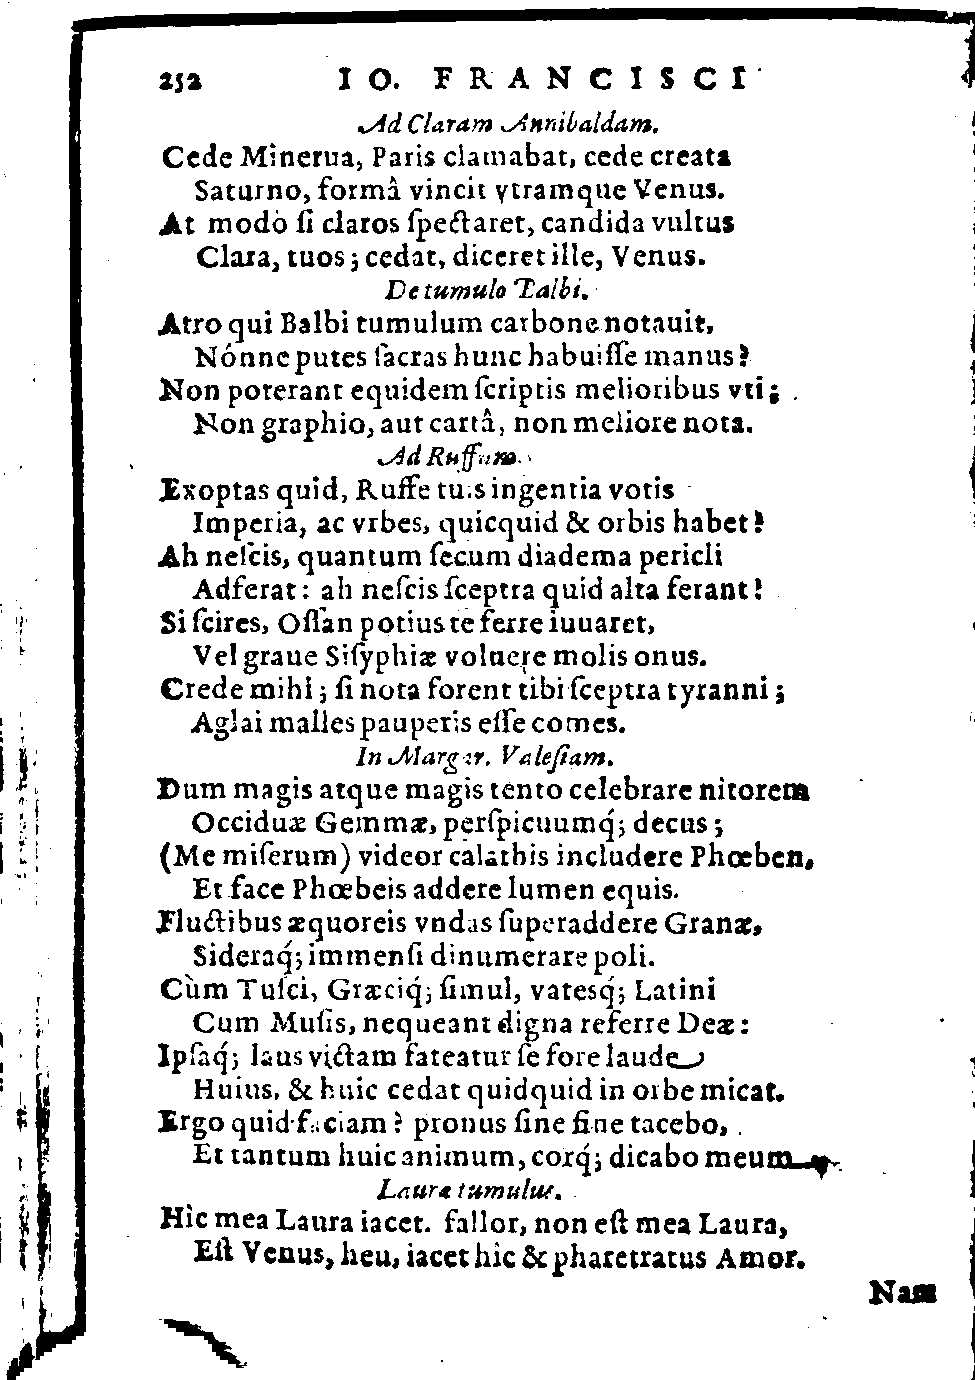 252 IO. FRANCISCI
Ad Claram Annibaldam.
Cede Minerua, Paris clamabat, cede creata
Saturno, formâ vincit vtramque Venus.
At modò ſi claros ſpectaret, candida vultus
Clara, tuos; cedat, diceret ille, Venus.
De tumulo Balbi.
Atro qui Balbi tumulum carbone notauit,
Nónne putes ſacras hunc habuiſſe manus?
Non poterant equidem ſcriptis melioribus vti;
Non graphio, aut cartâ, non meliore nota.
Ad Ruffum.
Exoptas quid, Ruffe tuis ingentia votis
Imperia, ac vrbes, quicquid & orbis habet?
Ah neſcis, quantum ſecum diadema pericli
Adferat: ah neſcis ſceptra quid alta ferant!
Si ſcires, Oſſan potius te ferre iuuaret,
Vel graue Siſyphiæ voluere molis onus.
Crede mihi; ſi nota forent tibi ſceptra tyranni;
Aglai malles pauperis eſſe comes.
In Margar. Valeſiam.
Dum magis atque magis tento celebrare nitorem
Occiduæ Gemmæ, perſpicuumq́; decus;
(Me miſerum) videor calathis includere Phœben,
Et face Phœbeis addere lumen equis.
Fluctibus æquoreis vndas ſuperaddere Granæ,
Sideraq́; immenſi dinumerare poli.
Cùm Tuſci, Græciq́; ſimul, vatesq́; Latini
Cum Muſis, nequeant digna referre Deæ:
Ipſaq́; laus victam fateatur ſe fore laude
Huius, & huic cedat quidquid in orbe micat.
Ergo quid faciam? pronus ſine fine tacebo,
Et tantum huic animum, corq́; dicabo meum.
Lauræ tumulus.
Hìc mea Laura iacet. fallor, non eſt mea Laura,
Eſt Venus, heu, iacet hìc & pharetratus Amor.
Nam